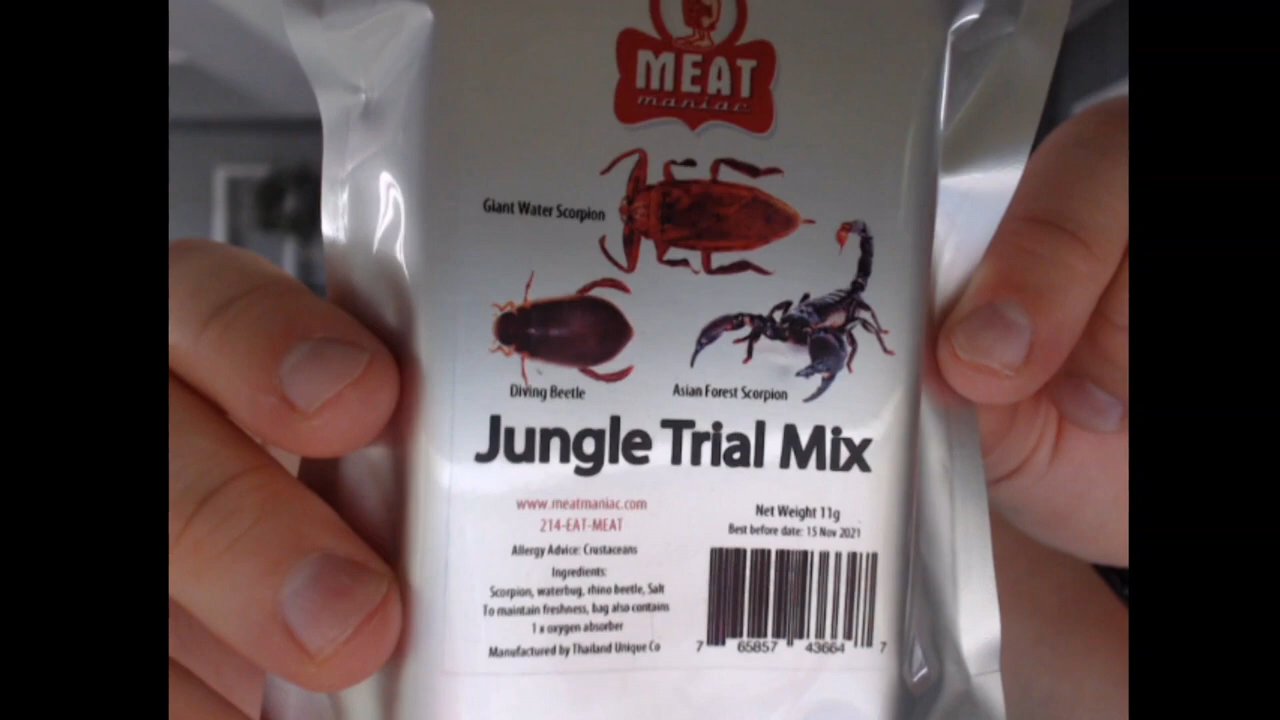 MEAT
maniac
Giant Water Scorpion
Diving Beetle
Asian Forest Scorpion
Jungle Trial Mix
www.meatmaniac.com
214-EAT-MEAT
Allergy Advice: Crustaceans
Ingredients:
Scorpion, waterbug, rhino beetle, Salt
To maintain freshness, bag also contains
1 x oxygen absorber
Manufactured by Thailand Unique Co
Net Weight 11g
Best before date: 15 Nov 2021
7 65857 43664 7